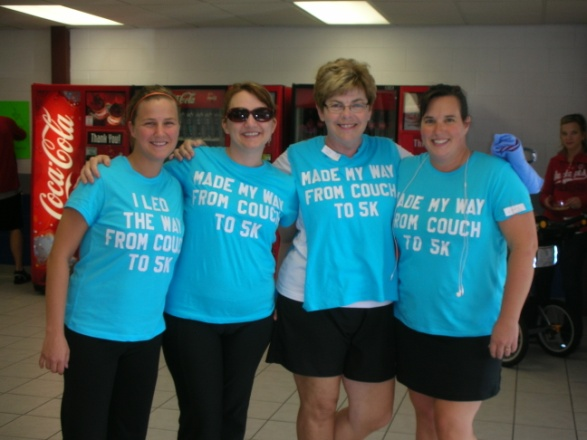 Coca-Cola
Thank You!
I LED
THE WAY
FROM COUCH
TO 5K
MADE MY WAY
FROM COUCH
TO 5K
MADE MY WAY
FROM COUCH
TO 5K
MADE MY WAY
FROM COUCH
TO 5K